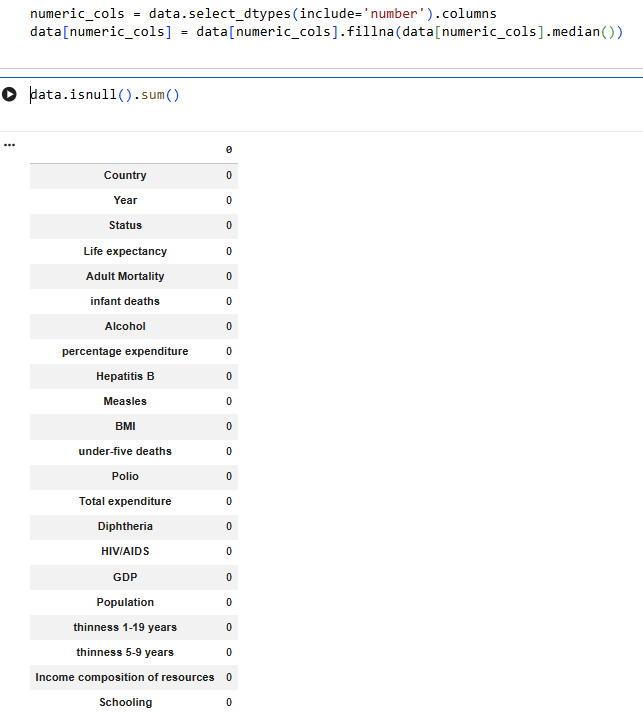 numeric_cols = data.select_dtypes(include='number').columns
data[numeric_cols] = data[numeric_cols].fillna(data[numeric_cols].median())
data.isnull().sum()
...
0
Country 0
Year 0
Status 0
Life expectancy 0
Adult Mortality 0
infant deaths 0
Alcohol 0
percentage expenditure 0
Hepatitis B 0
Measles 0
BMI 0
under-five deaths 0
Polio 0
Total expenditure 0
Diphtheria 0
HIV/AIDS 0
GDP 0
Population 0
thinness 1-19 years 0
thinness 5-9 years 0
Income composition of resources 0
Schooling 0